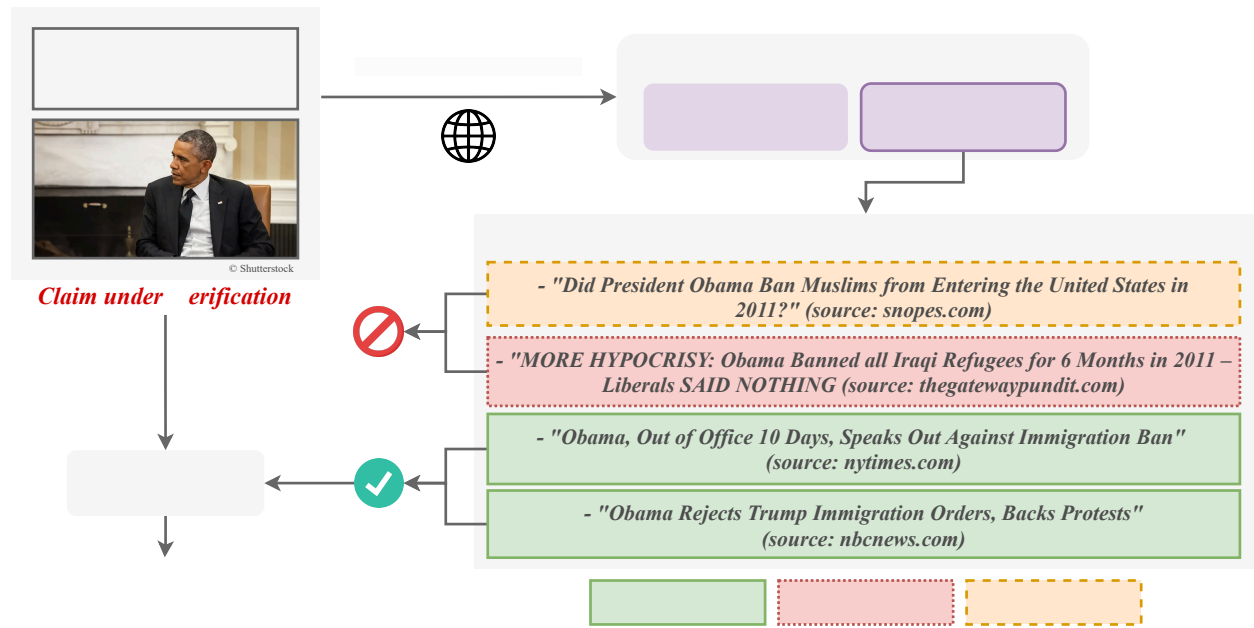 © Shutterstock
Claim under erification
- "Did President Obama Ban Muslims from Entering the United States in
2011?" (source: snopes.com)
- "MORE HYPOCRISY: Obama Banned all Iraqi Refugees for 6 Months in 2011 –
Liberals SAID NOTHING (source: thegatewaypundit.com)
- "Obama, Out of Office 10 Days, Speaks Out Against Immigration Ban"
(source: nytimes.com)
- "Obama Rejects Trump Immigration Orders, Backs Protests"
(source: nbcnews.com)